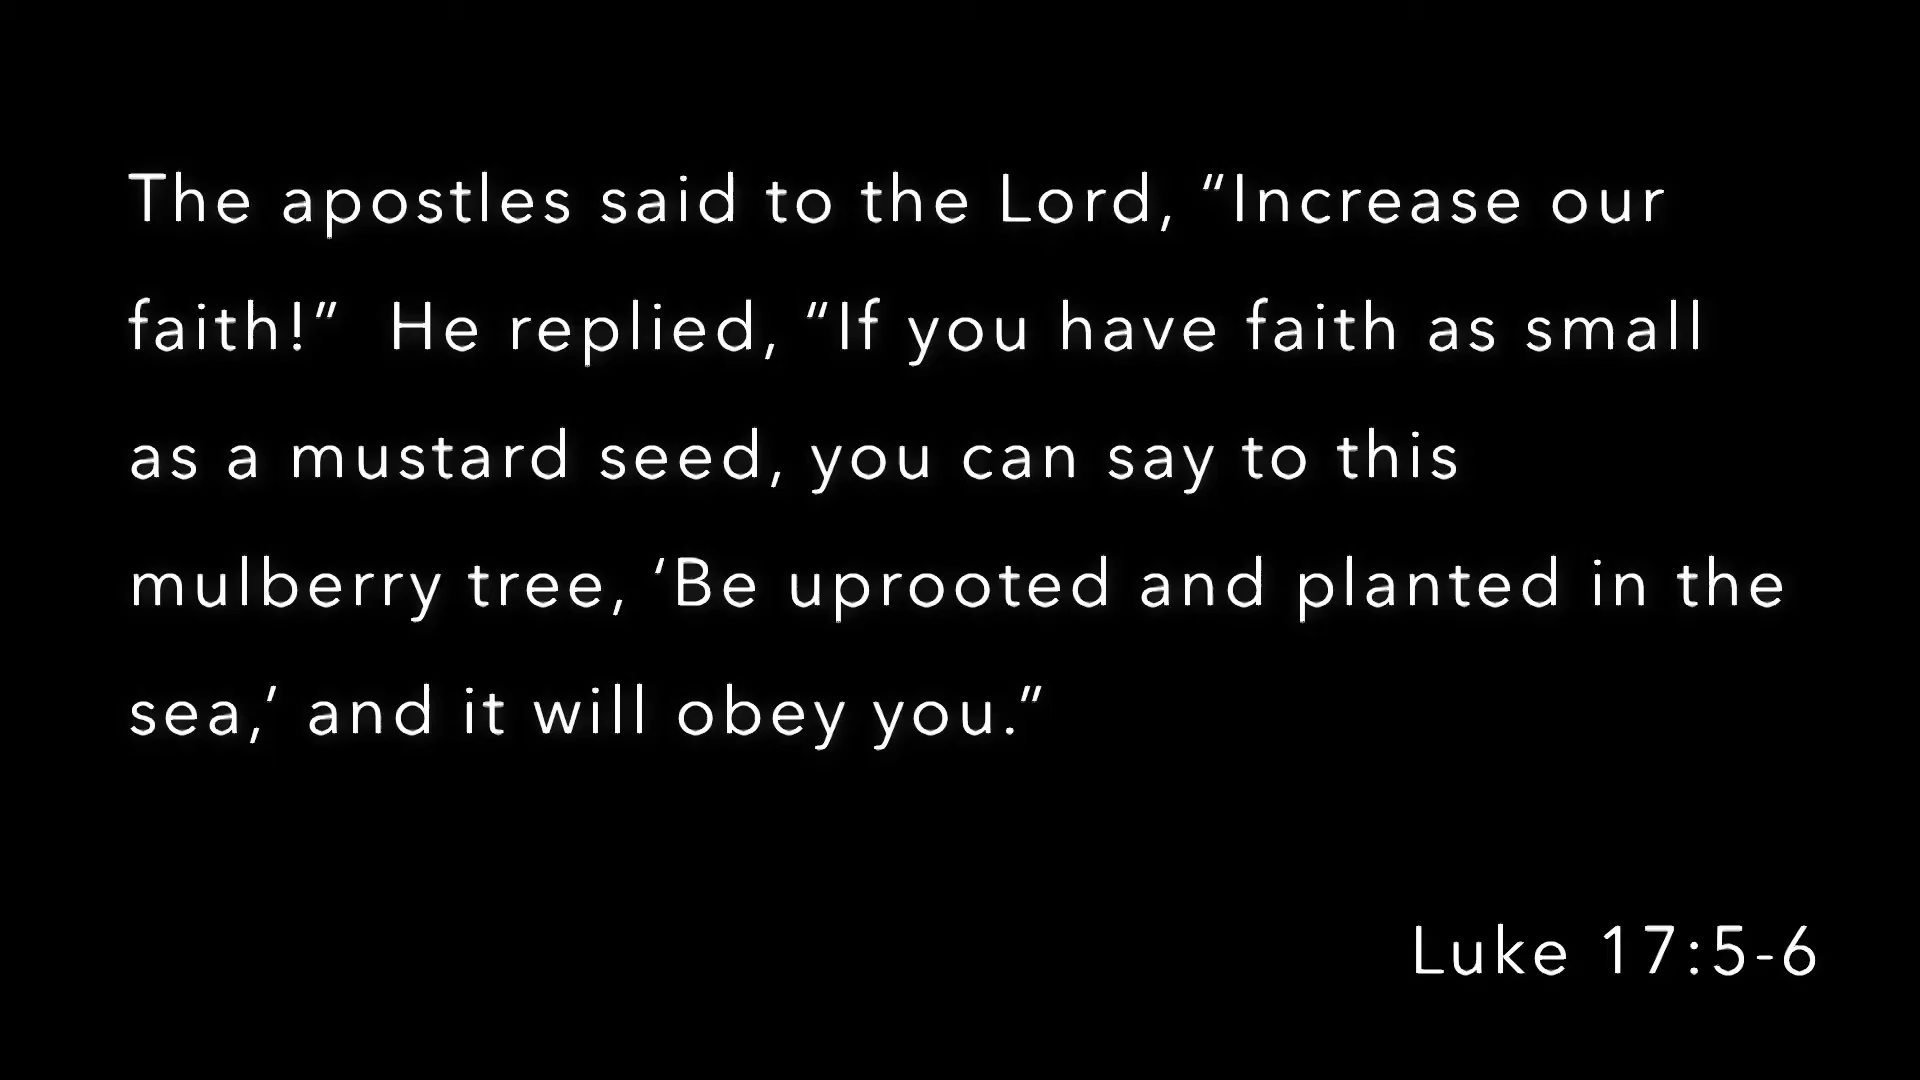 The apostles said to the Lord, “Increase our
faith!”  He replied, “If you have faith as small
as a mustard seed, you can say to this
mulberry tree, ‘Be uprooted and planted in the
sea,’ and it will obey you.”
Luke 17:5-6